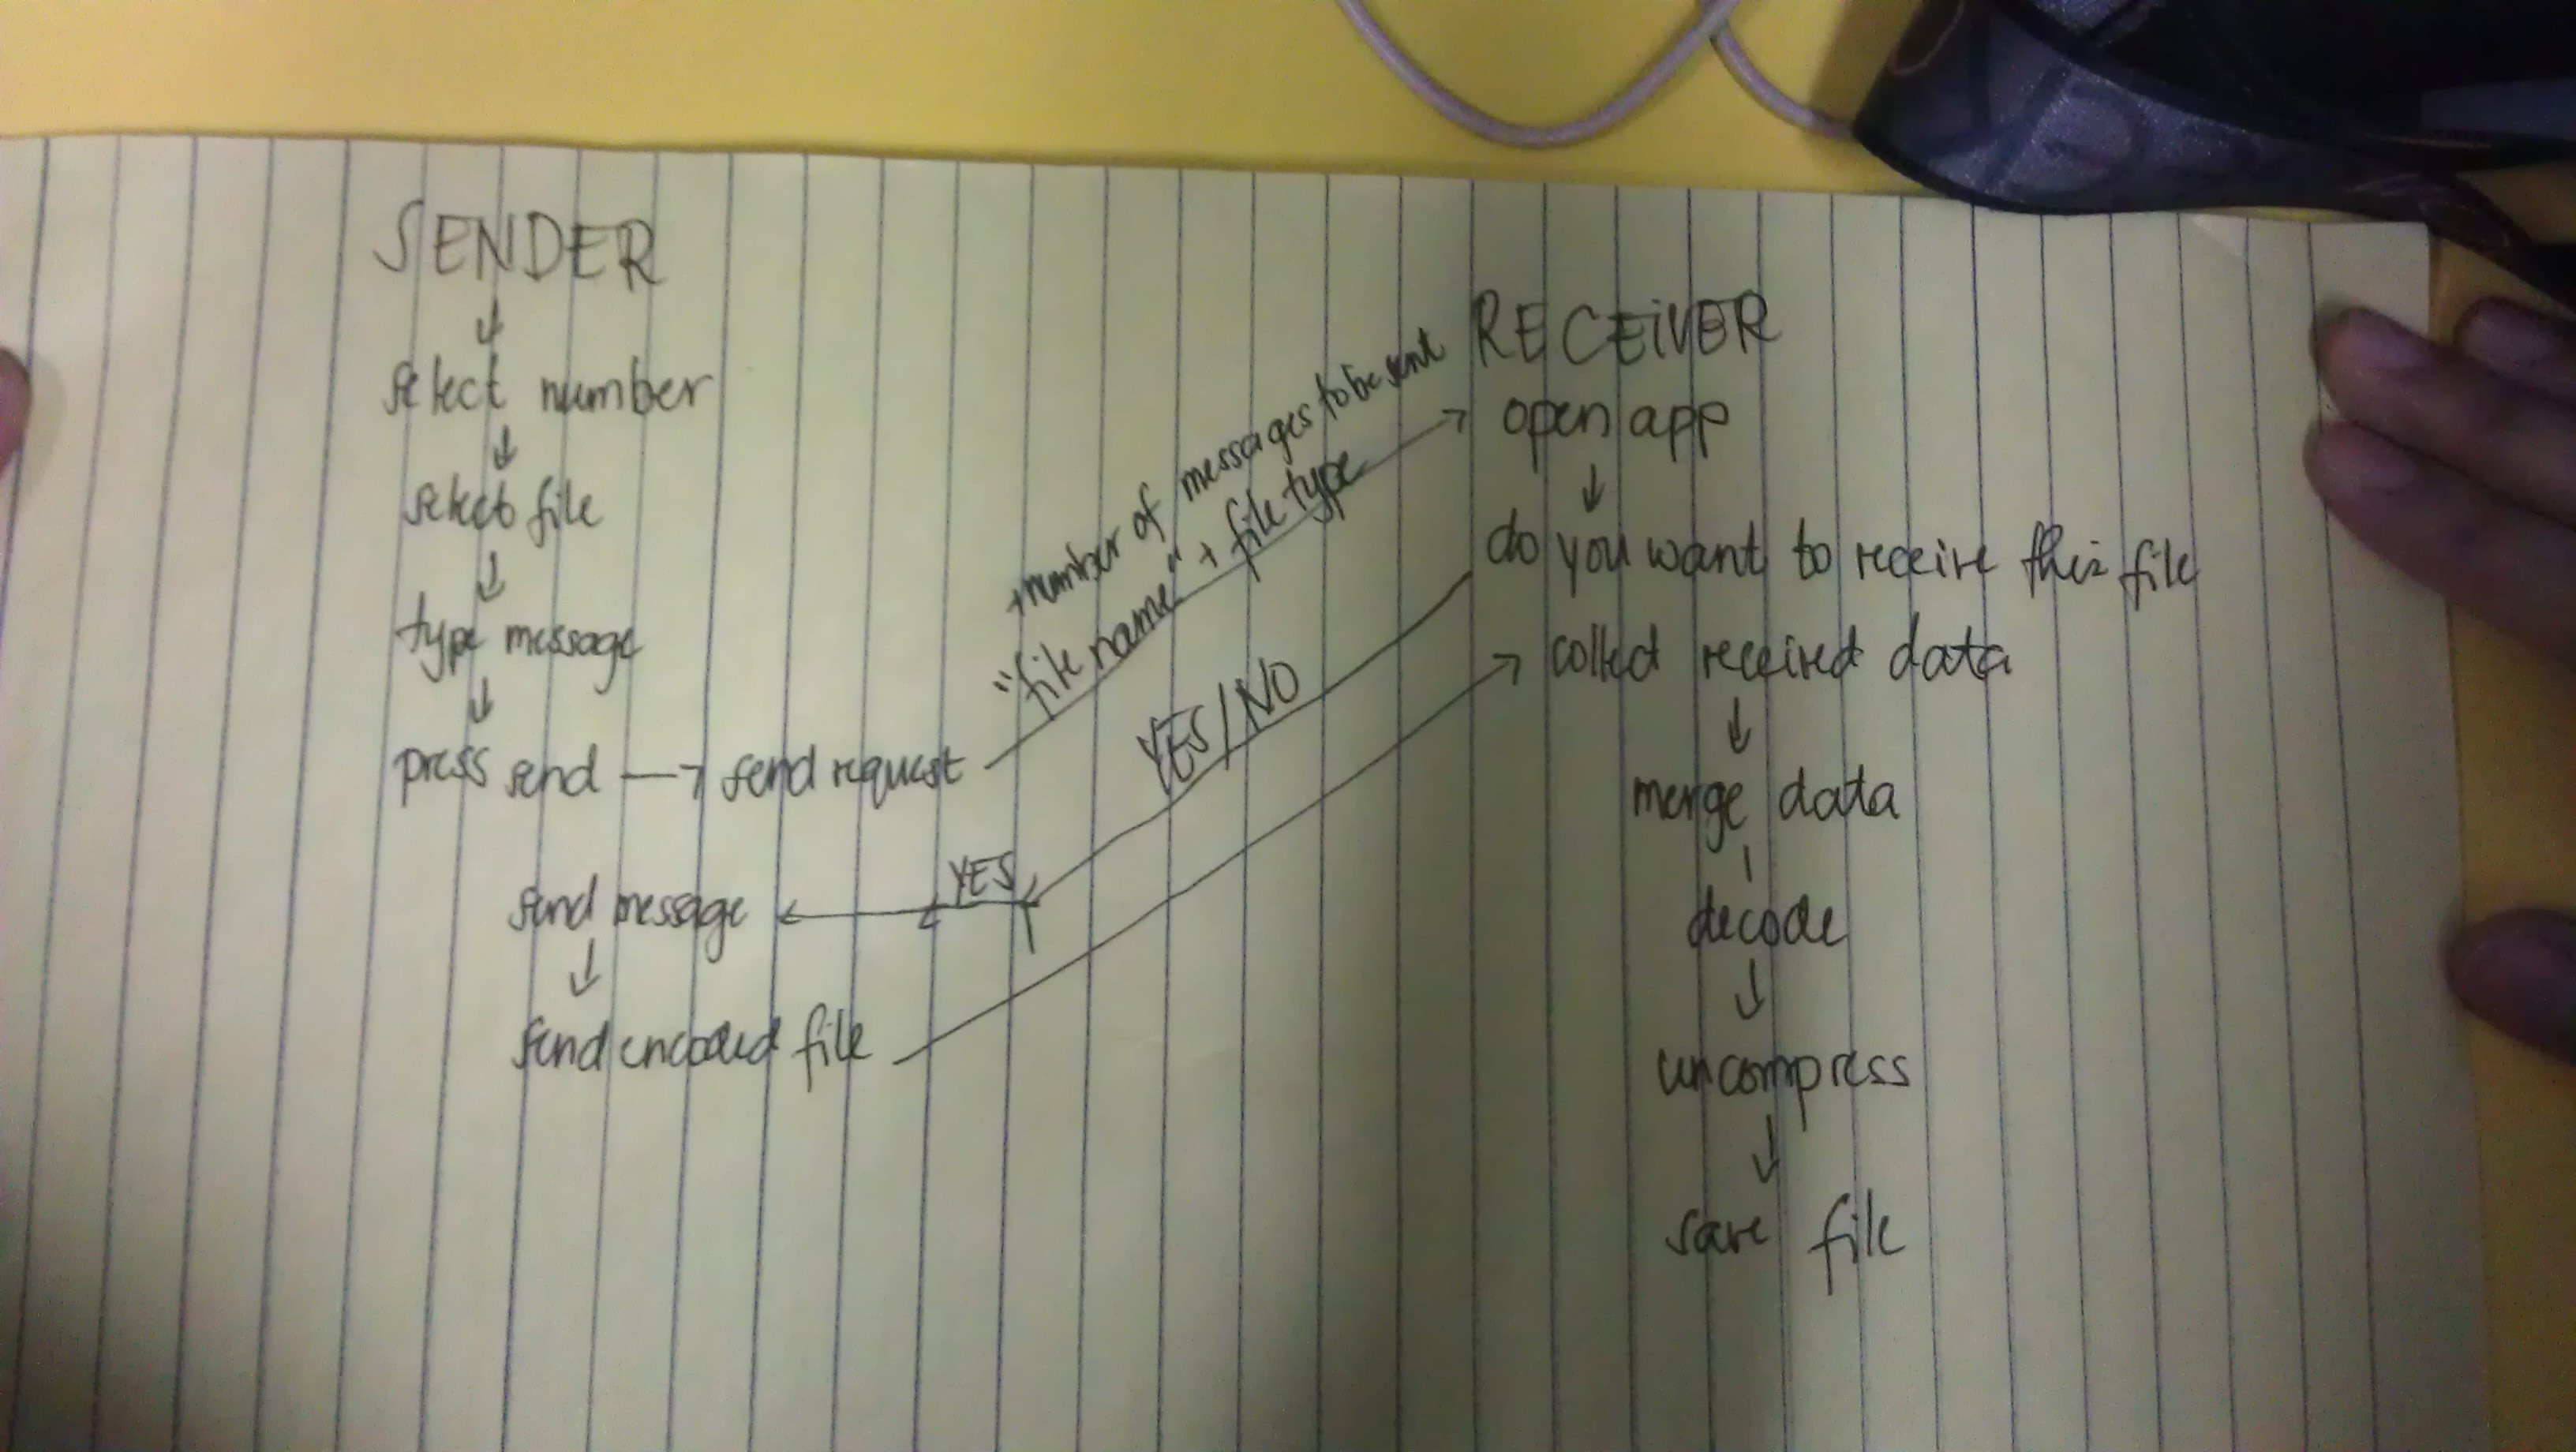 SENDER
select number
select file
type message
press send → send request
+ number of messages to be sent
"file name" + file type
RECEIVER
open app
do you want to receive this file
YES/NO
YES
send message
send encoded file
collect received data
merge data
decode
uncompress
save file